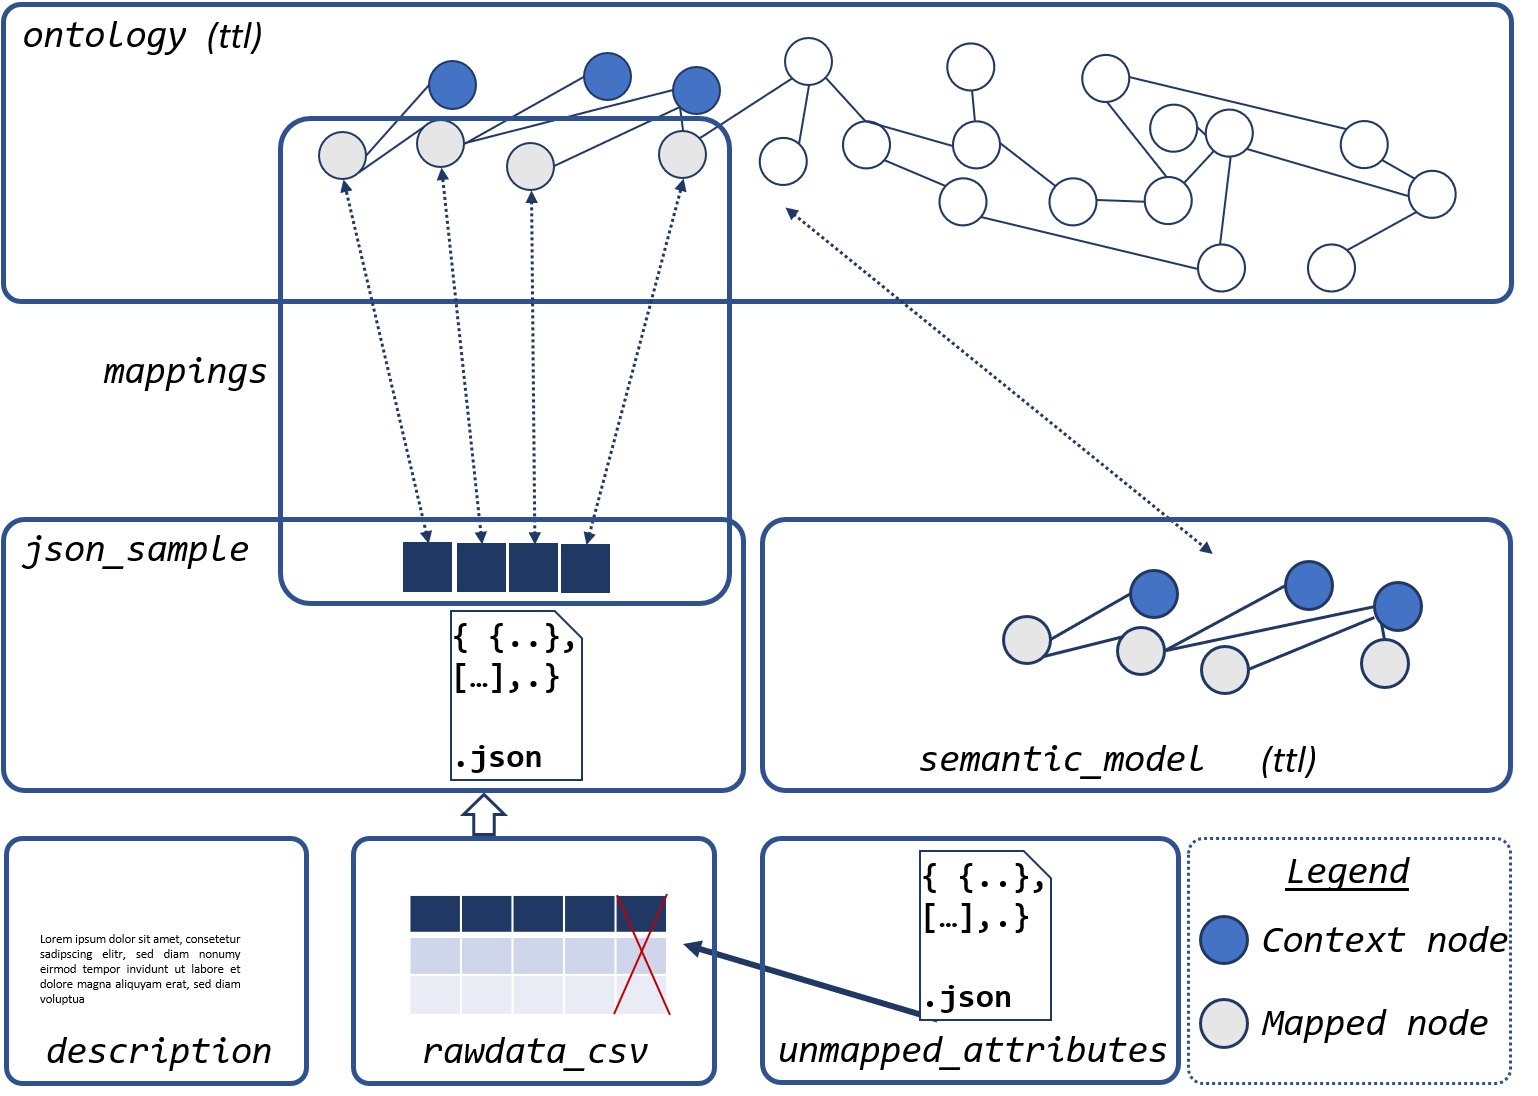 ontology (ttl)
mappings
json_sample
{ {..},
[…],.}
.json
semantic_model (ttl)
Lorem ipsum dolor sit amet, consetetur
sadipscing elitr, sed diam nonumy
eirmod tempor invidunt ut labore et
dolore magna aliquyam erat, sed diam
voluptua
description
rawdata_csv
{ {..},
[…],.}
.json
unmapped_attributes
Legend
Context node
Mapped node